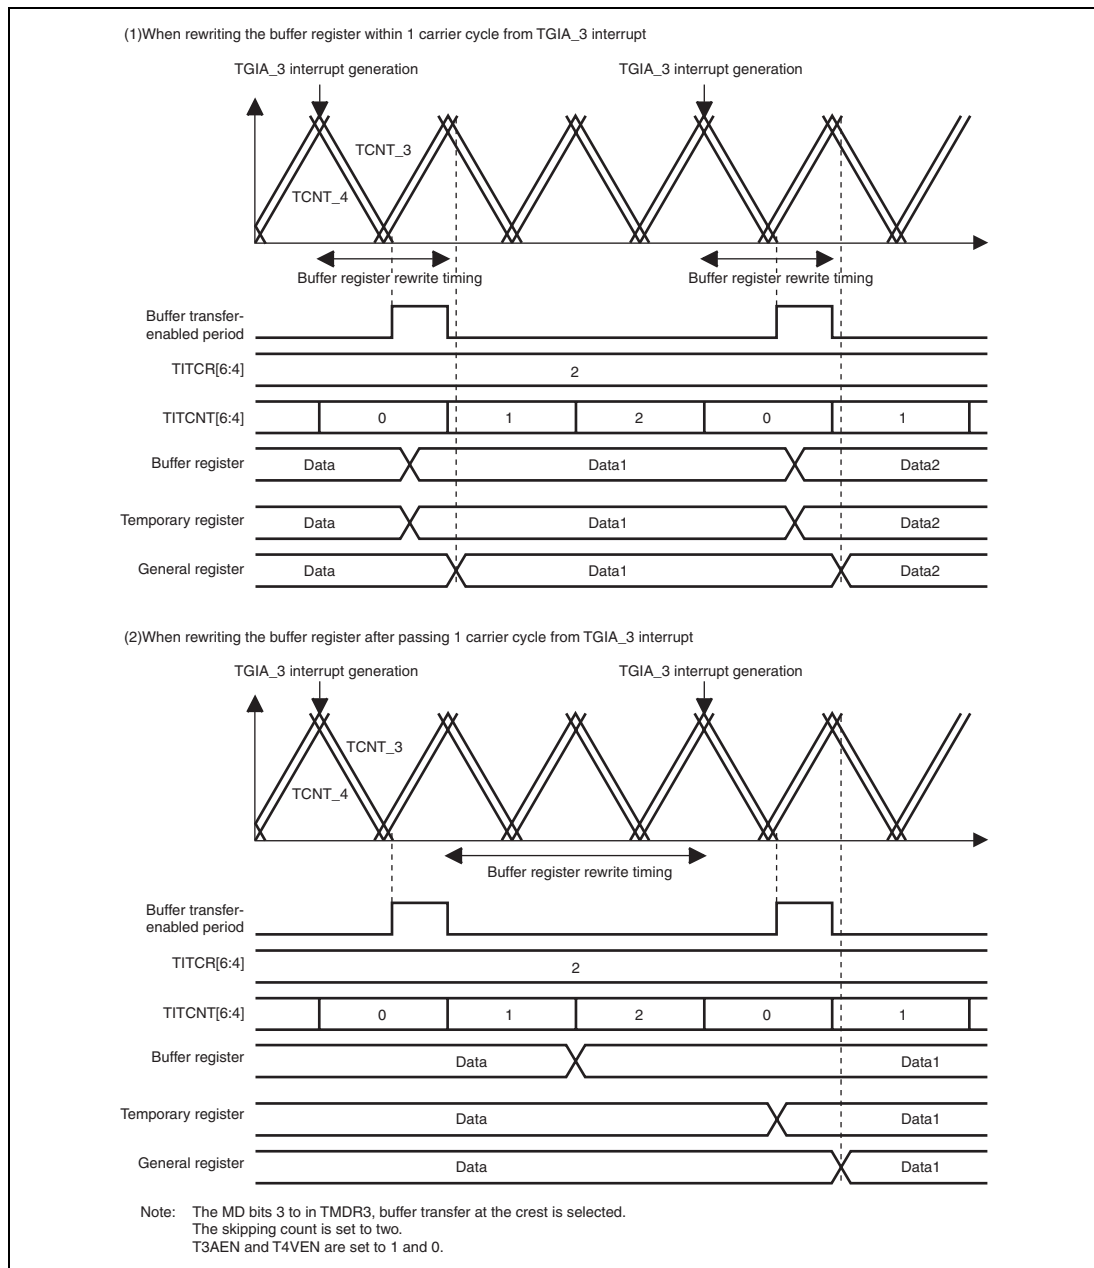 (1)When rewriting the buffer register within 1 carrier cycle from TGIA_3 interrupt
TGIA_3 interrupt generation TGIA_3 interrupt generation
TCNT_3
TCNT_4
Buffer register rewrite timing Buffer register rewrite timing
Buffer transfer-
enabled period
TITCR[6:4] 2
TITCNT[6:4] 0 1 2 0 1
Buffer register Data Data1 Data2
Temporary register Data Data1 Data2
General register Data Data1 Data2
(2)When rewriting the buffer register after passing 1 carrier cycle from TGIA_3 interrupt
TGIA_3 interrupt generation TGIA_3 interrupt generation
TCNT_3
TCNT_4
Buffer register rewrite timing
Buffer transfer-
enabled period
TITCR[6:4] 2
TITCNT[6:4] 0 1 2 0 1
Buffer register Data Data1
Temporary register Data Data1
General register Data Data1
Note: The MD bits 3 to in TMDR3, buffer transfer at the crest is selected.
The skipping count is set to two.
T3AEN and T4VEN are set to 1 and 0.